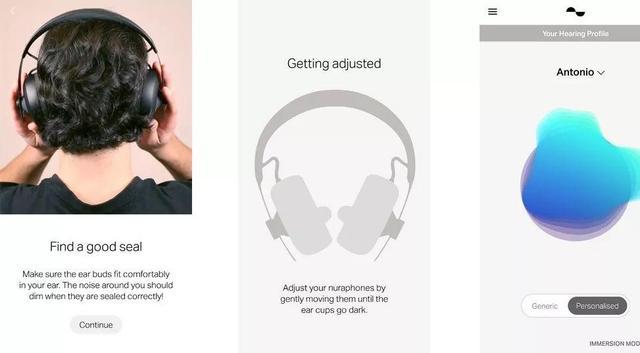 Find a good seal
Make sure the ear buds fit comfortably
in your ear. The noise around you should
dim when they are sealed correctly!
Continue
Getting adjusted
Adjust your nuraphones by
gently moving them until the
ear cups go dark.
Your Hearing Profile
Antonio
Generic
Personalised
IMMERSION MOO